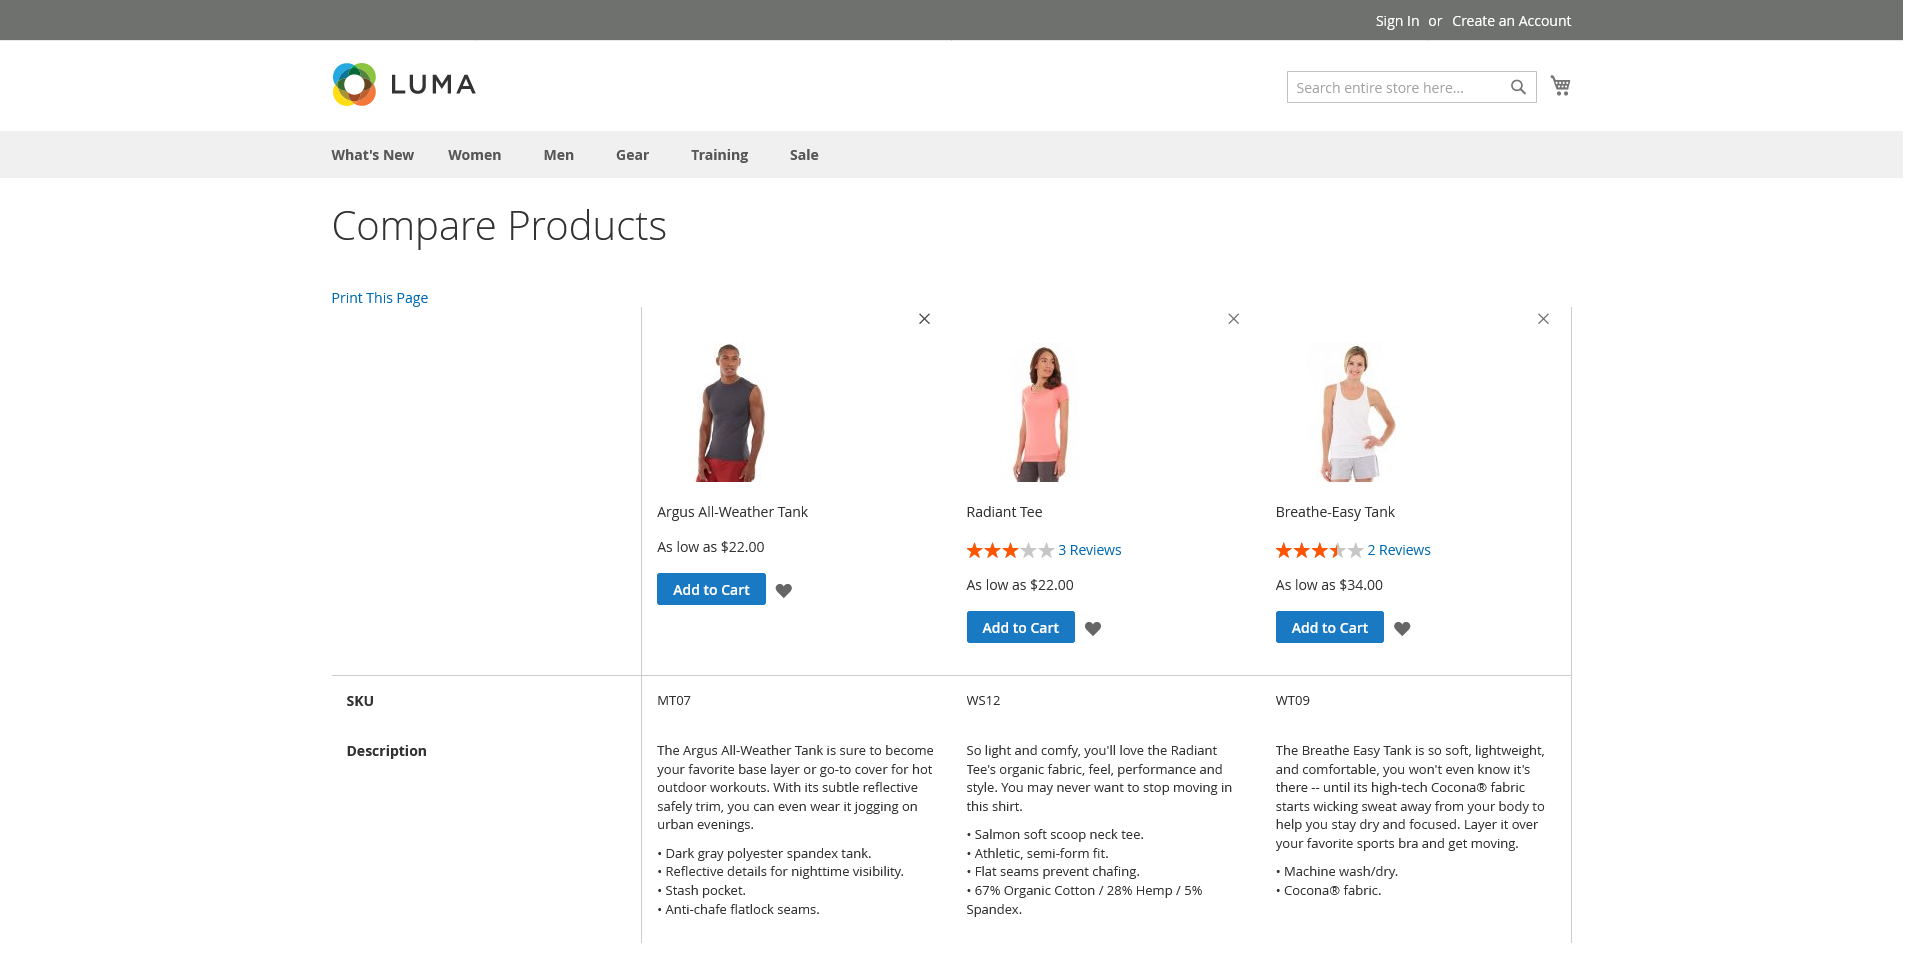 Sign In or Create an Account
LUMA
Search entire store here...
What's New Women Men Gear Training Sale
Compare Products
Print This Page
Argus All-Weather Tank
As low as $22.00
Add to Cart
Radiant Tee
3 Reviews
As low as $22.00
Add to Cart
Breathe-Easy Tank
2 Reviews
As low as $34.00
Add to Cart
SKU
MT07
WS12
WT09
Description
The Argus All-Weather Tank is sure to become
your favorite base layer or go-to cover for hot
outdoor workouts. With its subtle reflective
safely trim, you can even wear it jogging on
urban evenings.
• Dark gray polyester spandex tank.
• Reflective details for nighttime visibility.
• Stash pocket.
• Anti-chafe flatlock seams.
So light and comfy, you'll love the Radiant
Tee's organic fabric, feel, performance and
style. You may never want to stop moving in
this shirt.
• Salmon soft scoop neck tee.
• Athletic, semi-form fit.
• Flat seams prevent chafing.
• 67% Organic Cotton / 28% Hemp / 5%
Spandex.
The Breathe Easy Tank is so soft, lightweight,
and comfortable, you won't even know it's
there -- until its high-tech Cocona® fabric
starts wicking sweat away from your body to
help you stay dry and focused. Layer it over
your favorite sports bra and get moving.
• Machine wash/dry.
• Cocona® fabric.